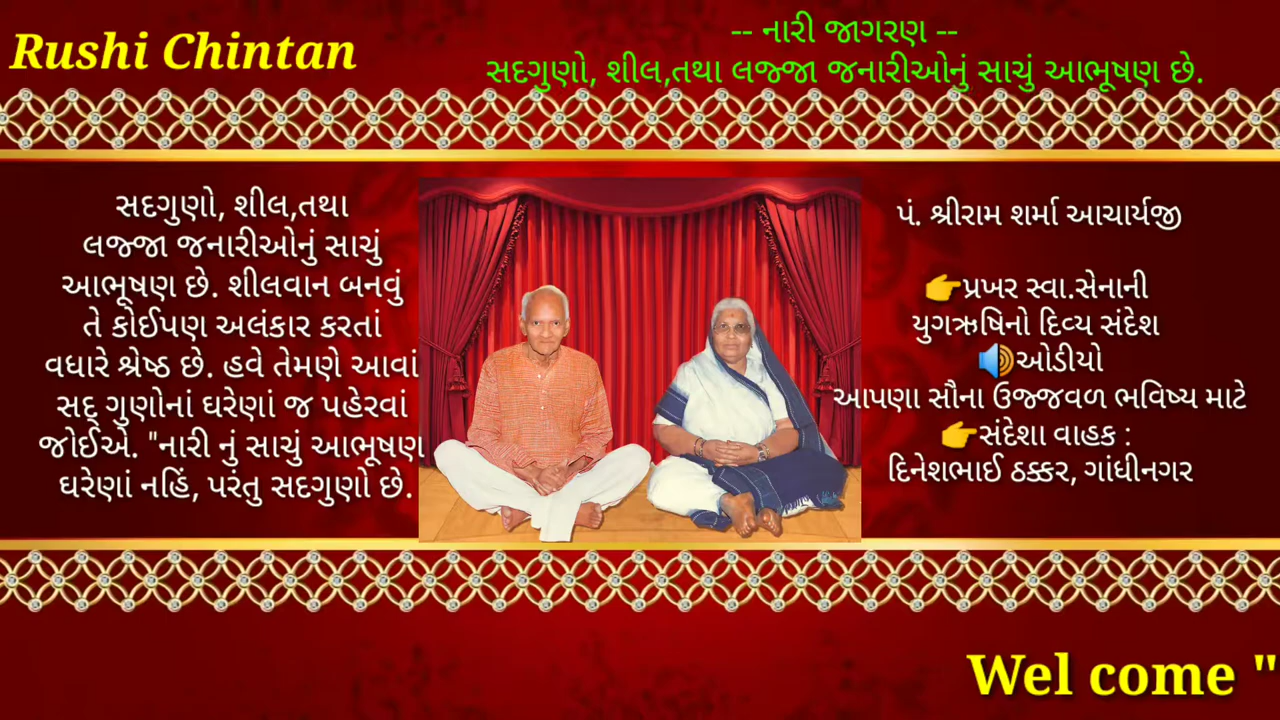 Rushi Chintan
-- નારી જાગરણ --
સદગુણો, શીલ,તથા લજ્જા જનારીઓનું સાચું આભૂષણ છે.
સદગુણો, શીલ,તથા
લજ્જા જનારીઓનું સાચું
આભૂષણ છે. શીલવાન બનવું
તે કોઈપણ અલંકાર કરતાં
વધારે શ્રેષ્ઠ છે. હવે તેમણે આવાં
સદ્ ગુણોનાં ઘરેણાં જ પહેરવાં
જોઈએ. "નારી નું સાચું આભૂષણ
ઘરેણાં નહિં, પરંતુ સદગુણો છે.
પં. શ્રીરામ શર્મા આચાર્યજી
👉પ્રખર સ્વા.સેનાની
યુગઋષિનો દિવ્ય સંદેશ
🔊ઓડીયો
આપણા સૌના ઉજ્જવળ ભવિષ્ય માટે
👉સંદેશા વાહક :
દિનેશભાઈ ઠક્કર, ગાંધીનગર
Wel come "